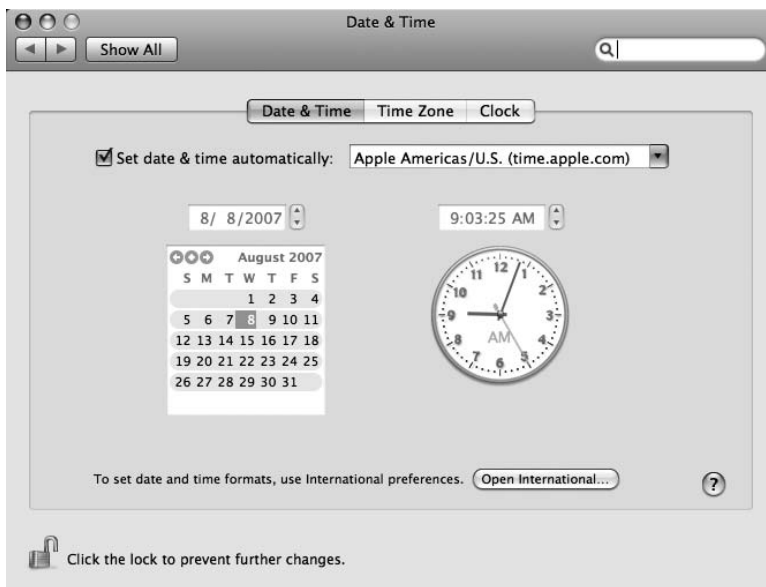 Date & Time
Show All
Date & Time Time Zone Clock
Set date & time automatically: Apple Americas/U.S. (time.apple.com)
8/ 8/2007 9:03:25 AM
August 2007
S M T W T F S
1 2 3 4
5 6 7 8 9 10 11
12 13 14 15 16 17 18
19 20 21 22 23 24 25
26 27 28 29 30 31
12
11 1
10 2
9 3
AM
8 4
7 5
6
To set date and time formats, use International preferences. Open International...
?
Click the lock to prevent further changes.